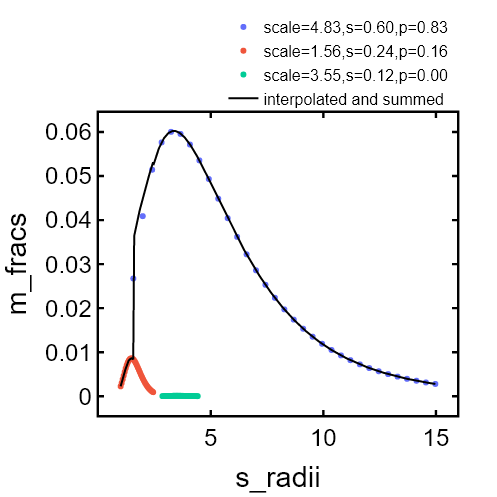 scale=4.83,s=0.60,p=0.83
scale=1.56,s=0.24,p=0.16
scale=3.55,s=0.12,p=0.00
interpolated and summed
0.06
0.05
0.04
0.03
0.02
0.01
0
m_fracs
5 10 15
s_radii